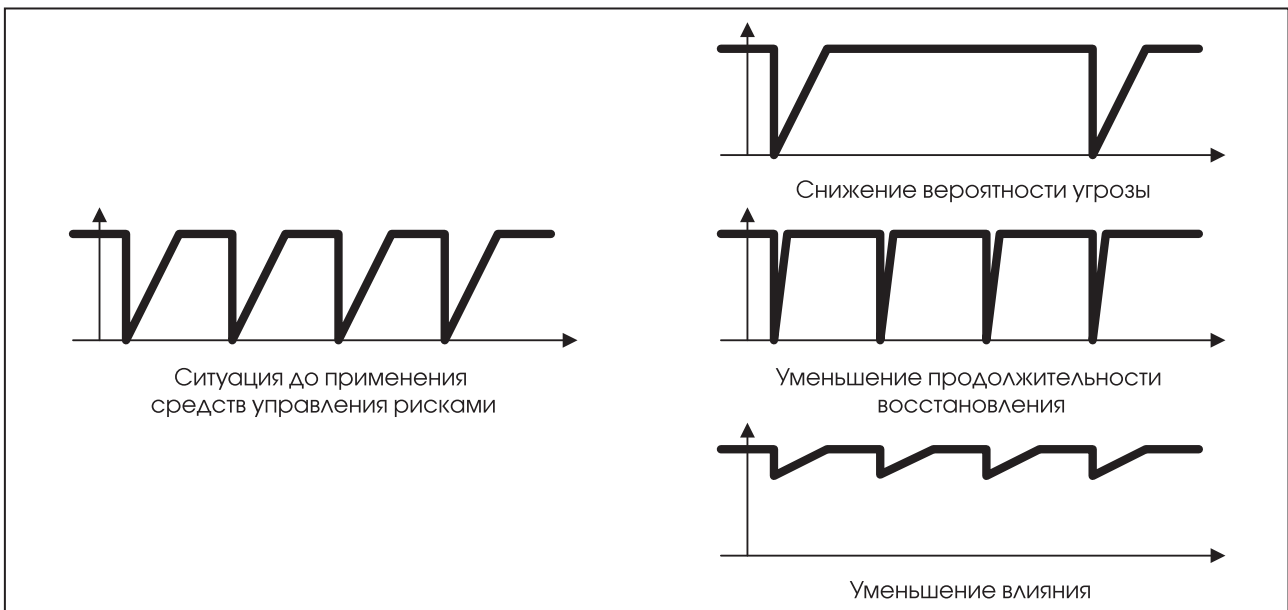 Ситуация до применения
средств управления рисками
Снижение вероятности угрозы
Уменьшение продолжительности
восстановления
Уменьшение влияния